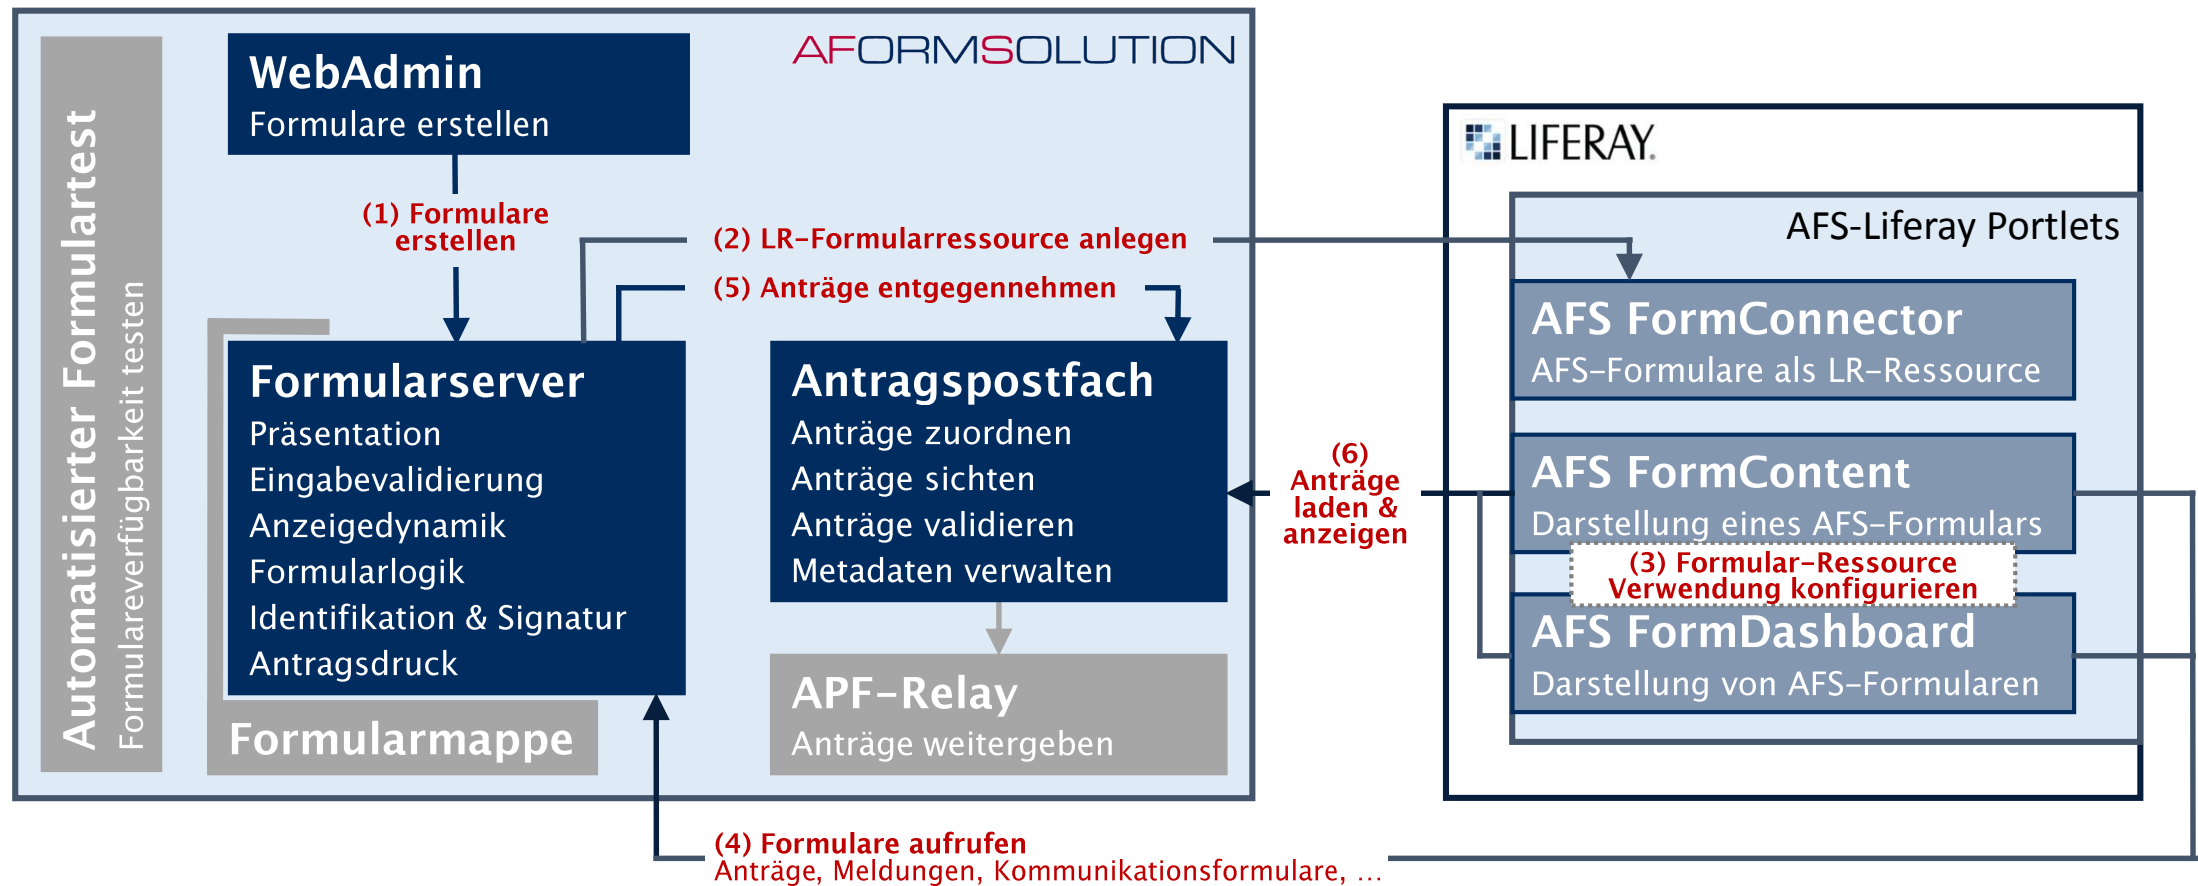 AFORMSOLUTION
Automatisierter Formulartest
Formulareverfügbarkeit testen
WebAdmin
Formulare erstellen
(1) Formulare
erstellen
(2) LR-Formularressource anlegen
(5) Anträge entgegennehmen
Formularserver
Präsentation
Eingabevalidierung
Anzeigedynamik
Formularlogik
Identifikation & Signatur
Antragsdruck
Formularmappe
Antragspostfach
Anträge zuordnen
Anträge sichten
Anträge validieren
Metadaten verwalten
APF-Relay
Anträge weitergeben
(6)
Anträge
laden &
anzeigen
LIFERAY.
AFS-Liferay Portlets
AFS FormConnector
AFS-Formulare als LR-Ressource
AFS FormContent
Darstellung eines AFS-Formulars
(3) Formular-Ressource
Verwendung konfigurieren
AFS FormDashboard
Darstellung von AFS-Formularen
(4) Formulare aufrufen
Anträge, Meldungen, Kommunikationsformulare, ...